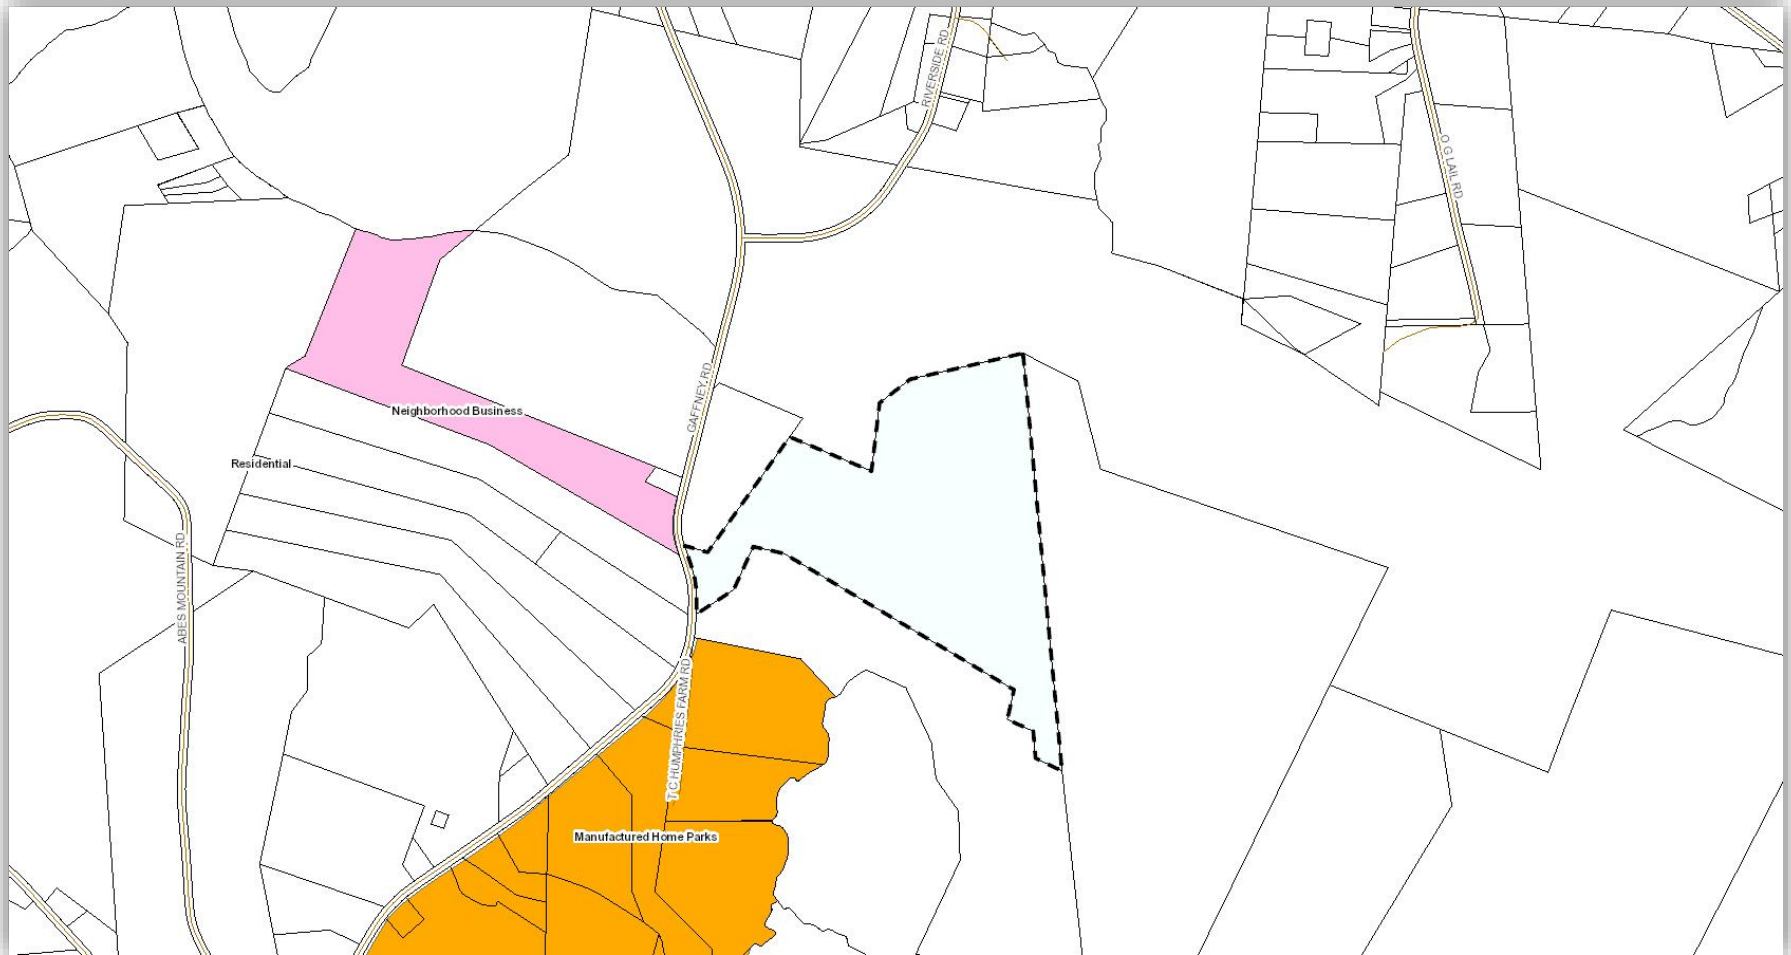 RIVERSIDE RD
O G LAIL RD
GAFFNEY RD
Neighborhood Business
Residential
ABES MOUNTAIN RD
T C HUMPHRIES FARM RD
Manufactured Home Parks